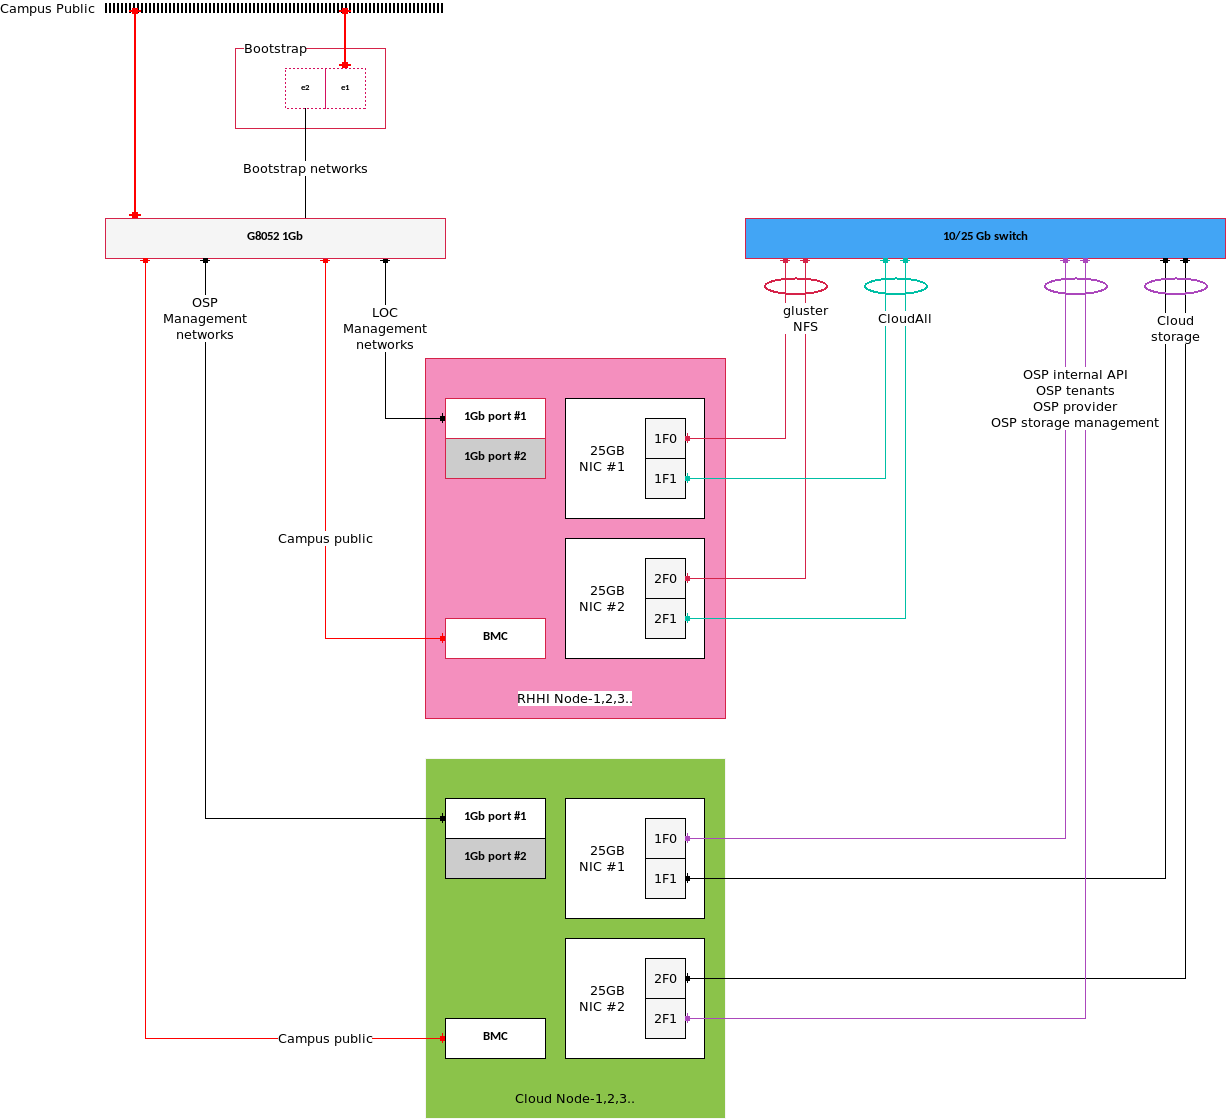 Campus Public
Bootstrap
e2
e1
Bootstrap networks
G8052 1Gb
10/25 Gb switch
OSP
Management
networks
LOC
Management
networks
gluster
NFS
CloudAll
Cloud
storage
OSP internal API
OSP tenants
OSP provider
OSP storage management
1Gb port #1
1Gb port #2
25GB
NIC #1
1F0
1F1
Campus public
25GB
NIC #2
2F0
2F1
BMC
RHHI Node-1,2,3..
1Gb port #1
1Gb port #2
25GB
NIC #1
1F0
1F1
25GB
NIC #2
2F0
2F1
Campus public
BMC
Cloud Node-1,2,3..